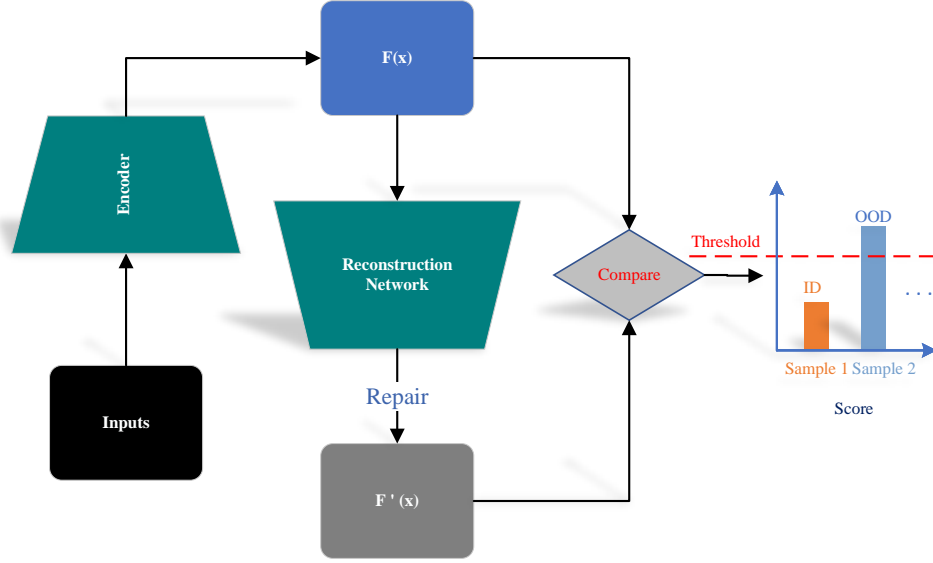 F(x)
Encoder
Reconstruction
Network
Inputs
Repair
F ' (x)
Compare
Threshold
OOD
ID
. . .
Sample 1 Sample 2
Score